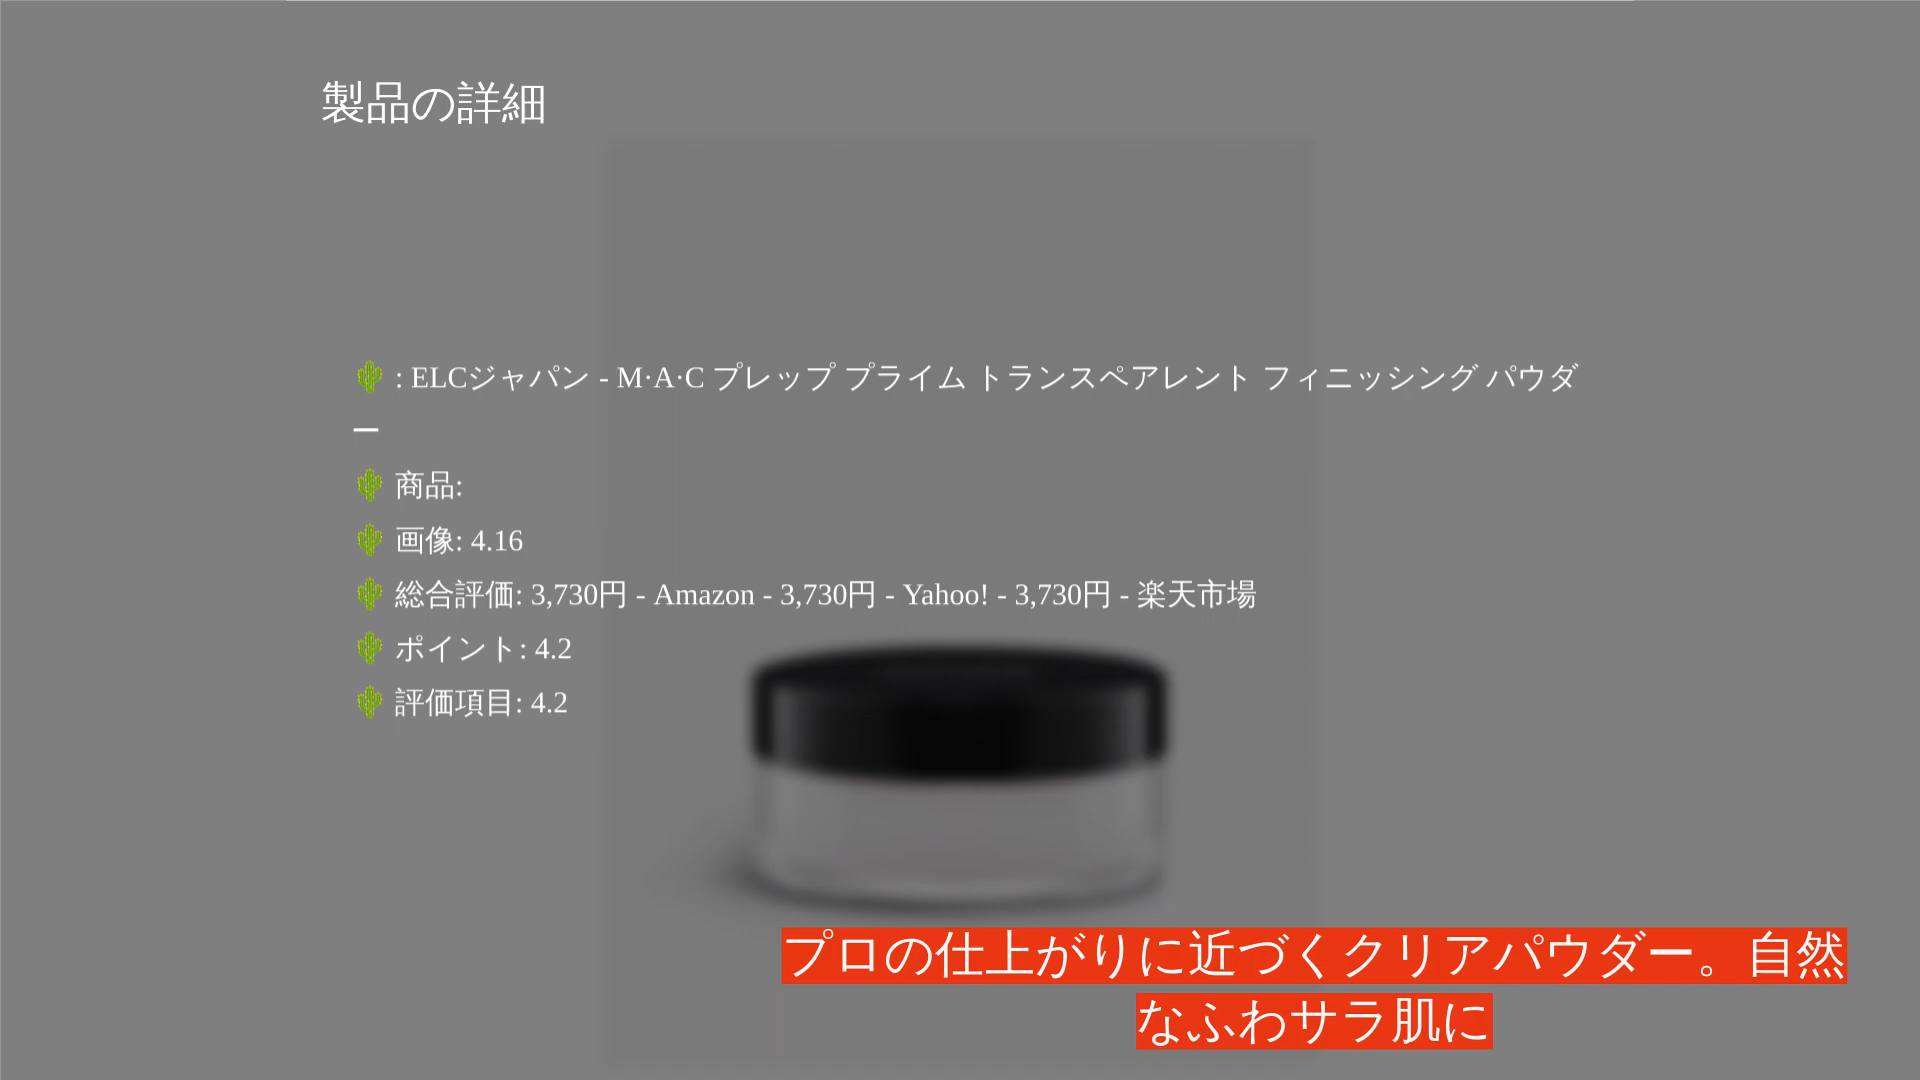 製品の詳細
🌵 : ELCジャパン - M·A·C プレップ プライム トランスペアレント フィニッシング パウダ
ー
🌵 商品:
🌵 画像: 4.16
🌵 総合評価: 3,730円 - Amazon - 3,730円 - Yahoo! - 3,730円 - 楽天市場
🌵 ポイント: 4.2
🌵 評価項目: 4.2
プロの仕上がりに近づくクリアパウダー。自然
なふわサラ肌に